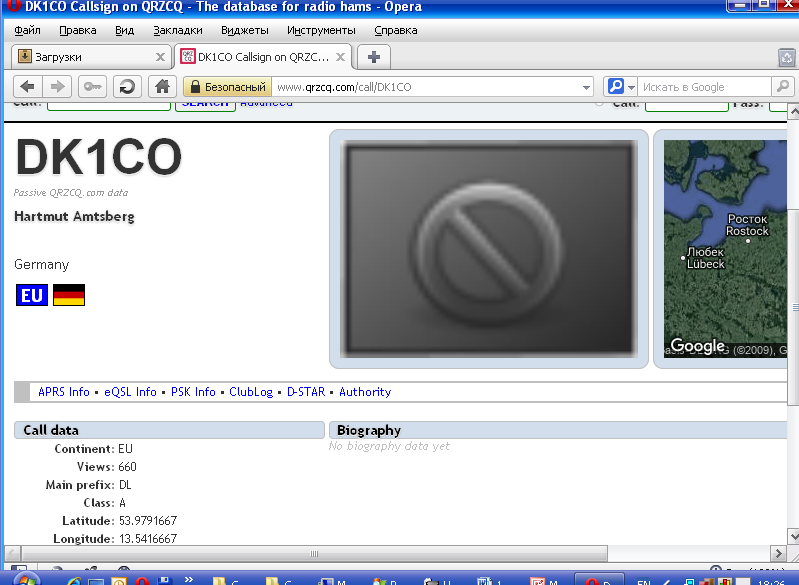 DK1CO Callsign on QRZCQ - The database for radio hams - Opera
Файл Правка Вид Закладки Виджеты Инструменты Справка
Загрузки
DK1CO Callsign on QRZC...
Безопасный www.qrzcq.com/call/DK1CO Искать в Google
Call: SEARCH Advanced Call: Pass:
DK1CO
Passive QRZCQ.com data
Hartmut Amtsberg
Germany
EU
Росток
Rostock
Любек
Lübeck
Google
BERG (©2009), G
APRS Info • eQSL Info • PSK Info • ClubLog • D-STAR • Authority
Call data
Biography
Continent: EU
No biography data yet
Views: 660
Main prefix: DL
Class: A
Latitude: 53.9791667
Longitude: 13.5416667
EN
18:26